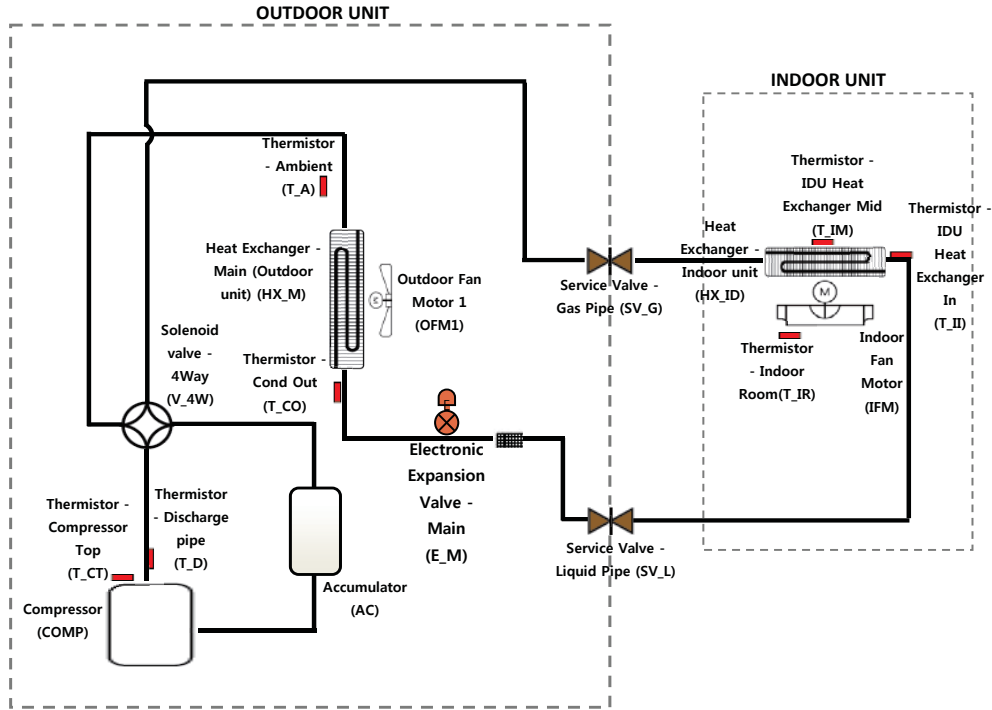 OUTDOOR UNIT
INDOOR UNIT
Thermistor
- Ambient
(T_A)
Heat Exchanger -
Main (Outdoor
unit) (HX_M)
Outdoor Fan
Motor 1
(OFM1)
Solenoid
valve -
4Way
(V_4W)
Thermistor -
Cond Out
(T_CO)
Electronic
Expansion
Valve -
Main
(E_M)
Thermistor -
Compressor
Top
(T_CT)
Thermistor
- Discharge
pipe
(T_D)
Compressor
(COMP)
Accumulator
(AC)
Service Valve -
Gas Pipe (SV_G)
Service Valve -
Liquid Pipe (SV_L)
Heat
Exchanger -
Indoor unit
(HX_ID)
Thermistor -
IDU Heat
Exchanger Mid
(T_IM)
Thermistor -
IDU
Heat
Exchanger
In
(T_II)
M
Thermistor
- Indoor
Room(T_IR)
Indoor
Fan
Motor
(IFM)